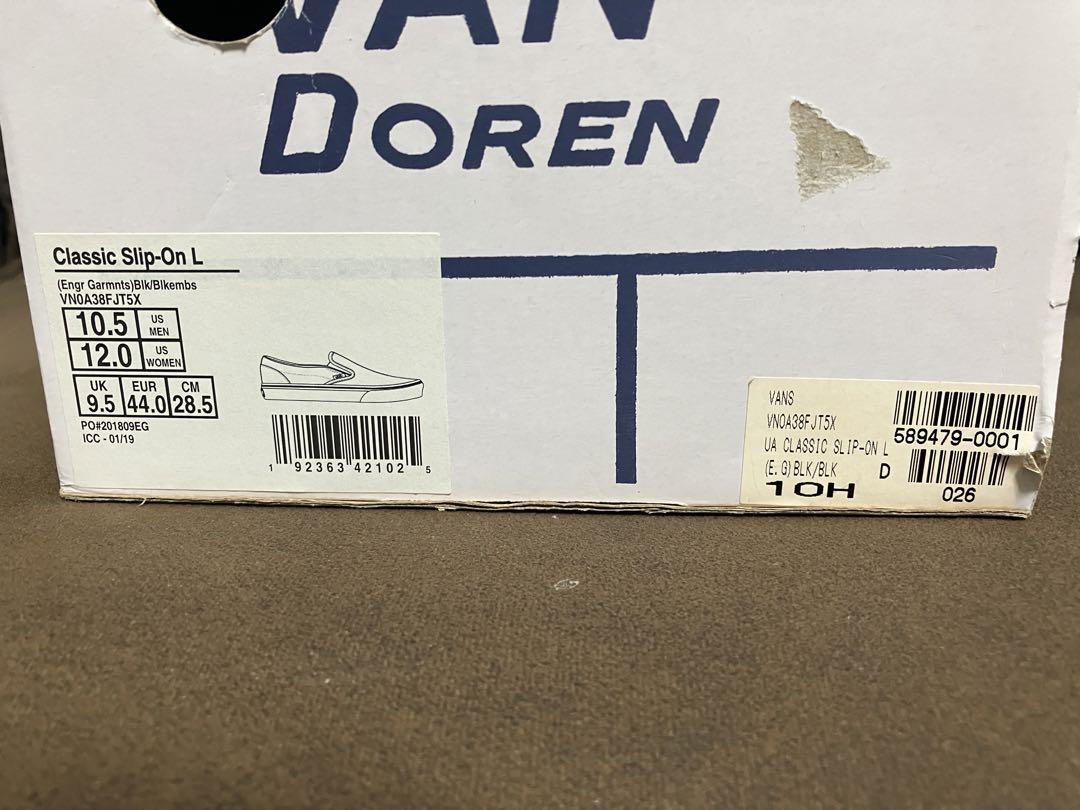 VAN
DOREN
Classic Slip-On L
(Engr Garmnts)Blk/Blkembs
VN0A38FJT5X
10.5 US MEN
12.0 US WOMEN
UK EUR CM
9.5 44.0 28.5
PO#201809EG
ICC - 01/19
1 92363 42102 5
VANS
VN0A38FJT5X
589479-0001
UA CLASSIC SLIP-ON L
(E.G)BLK/BLK D
10H
026